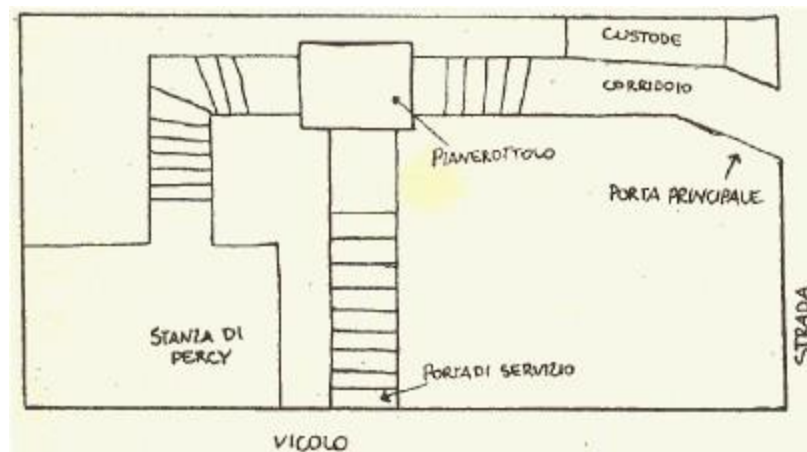 CUSTODE
CORRIDOIO
PIANEROTTOLO
PORTA PRINCIPALE
STRADA
STANZA DI
PERCY
PORTA DI SERVIZIO
VICOLO